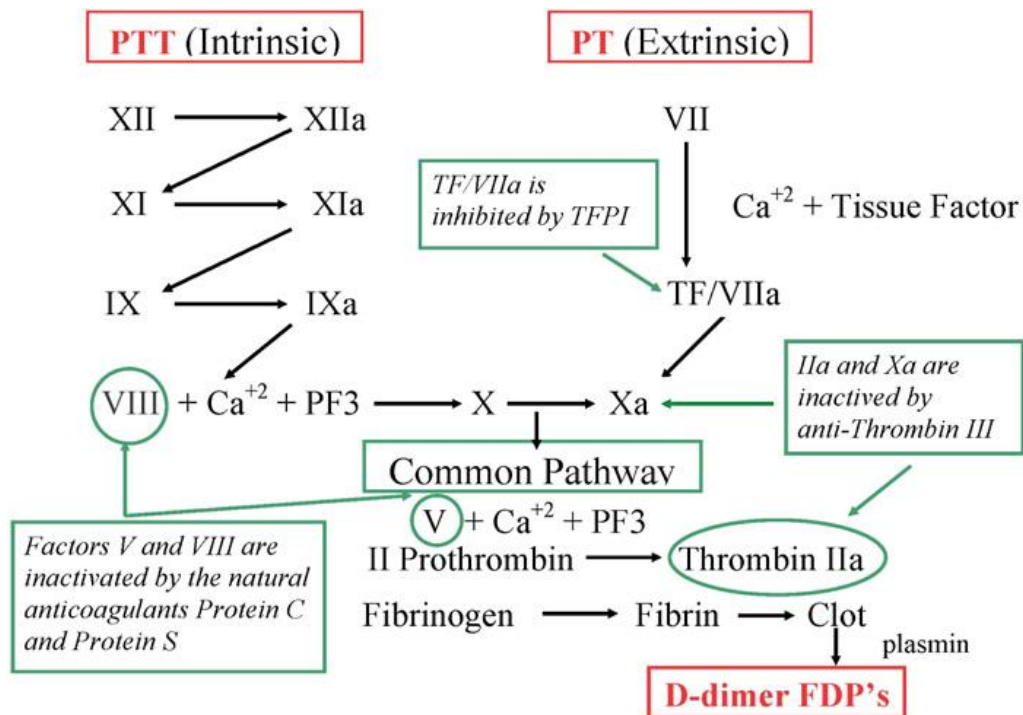 PTT (Intrinsic)
PT (Extrinsic)
XII
XIIa
VII
TF/VIIa is
inhibited by TFPI
XI
XIa
Ca+2 + Tissue Factor
IX
IXa
TF/VIIa
IIa and Xa are
inactived by
anti-Thrombin III
VIII + Ca+2 + PF3
X
Xa
Common Pathway
V + Ca+2 + PF3
Factors V and VIII are
inactivated by the natural
anticoagulants Protein C
and Protein S
II Prothrombin
Thrombin IIa
Fibrinogen
Fibrin
Clot
plasmin
D-dimer FDP's